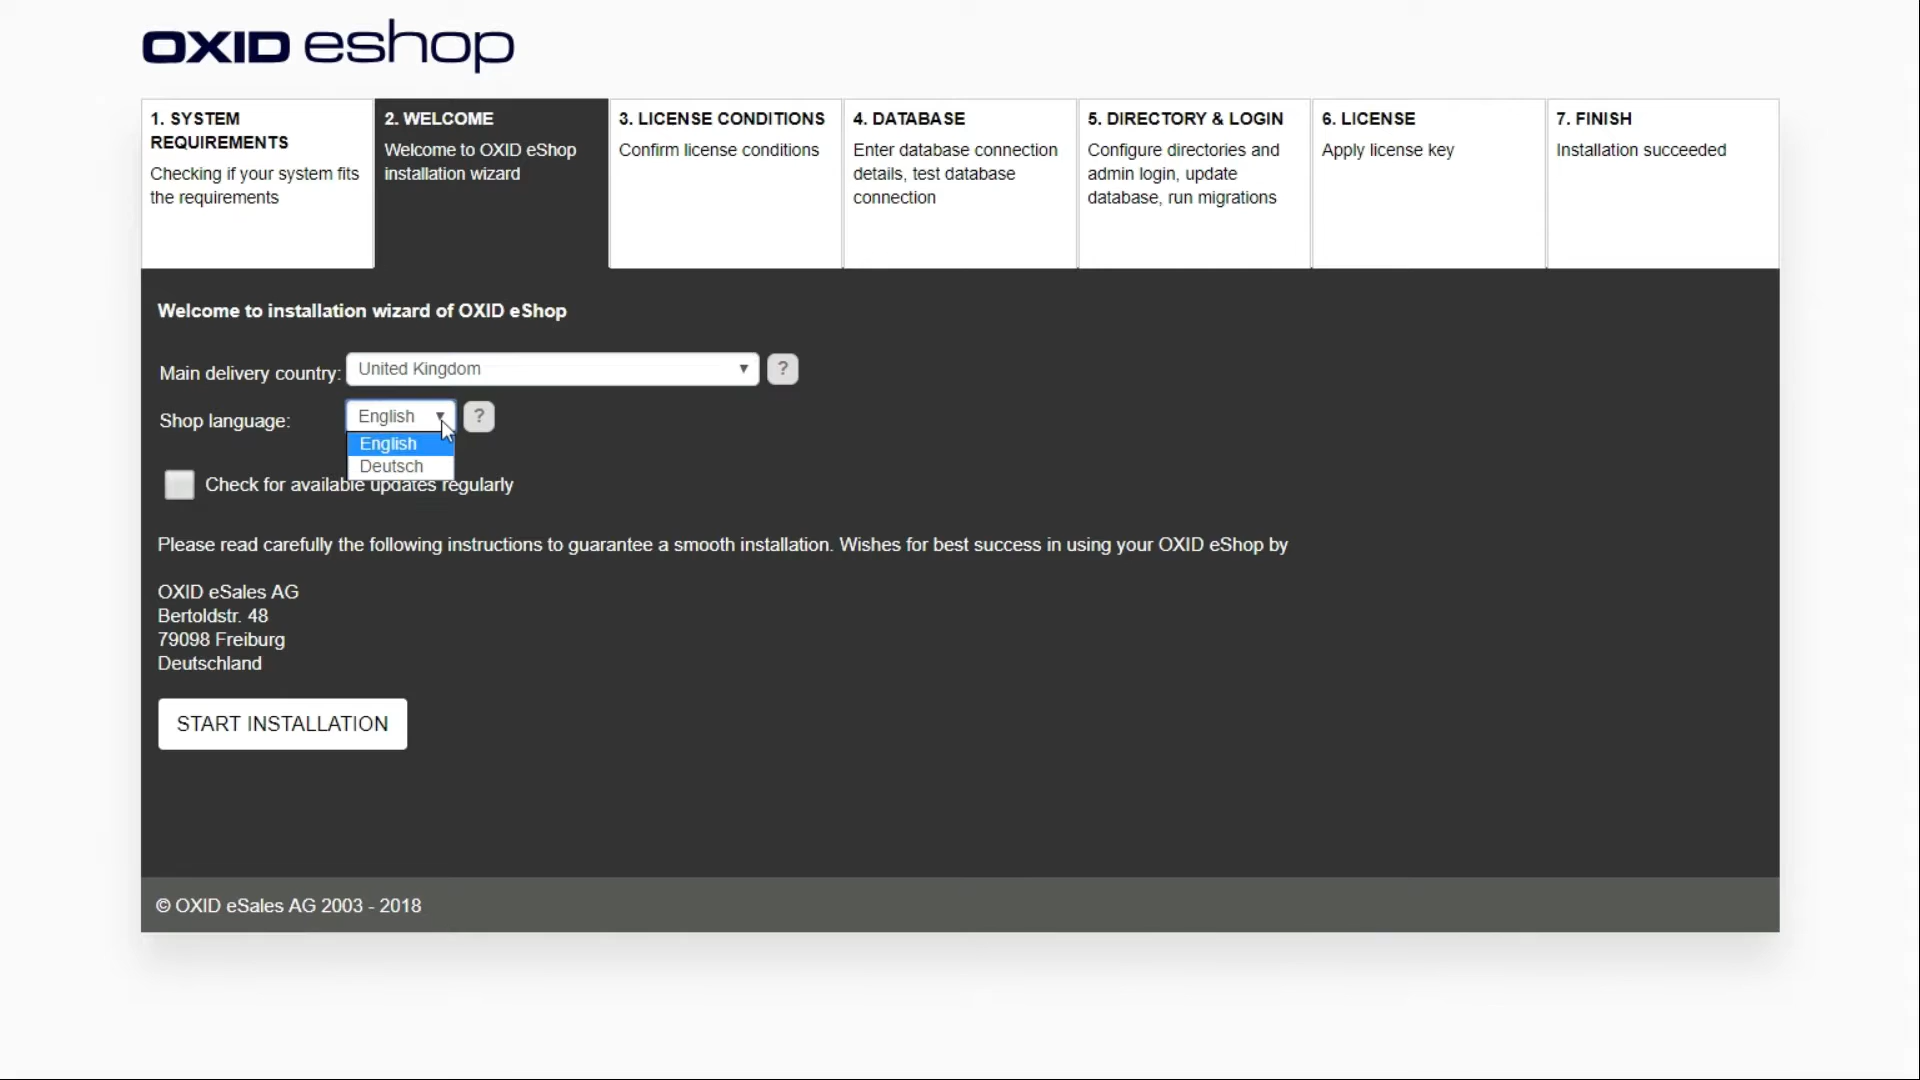 OXID eshop
1. SYSTEM
REQUIREMENTS
Checking if your system fits
the requirements
2. WELCOME
Welcome to OXID eShop
installation wizard
3. LICENSE CONDITIONS
Confirm license conditions
4. DATABASE
Enter database connection
details, test database
connection
5. DIRECTORY & LOGIN
Configure directories and
admin login, update
database, run migrations
6. LICENSE
Apply license key
7. FINISH
Installation succeeded
Welcome to installation wizard of OXID eShop
Main delivery country: United Kingdom ?
Shop language: English ?
English
Deutsch
Check for available updates regularly
Please read carefully the following instructions to guarantee a smooth installation. Wishes for best success in using your OXID eShop by
OXID eSales AG
Bertoldstr. 48
79098 Freiburg
Deutschland
START INSTALLATION
© OXID eSales AG 2003 - 2018